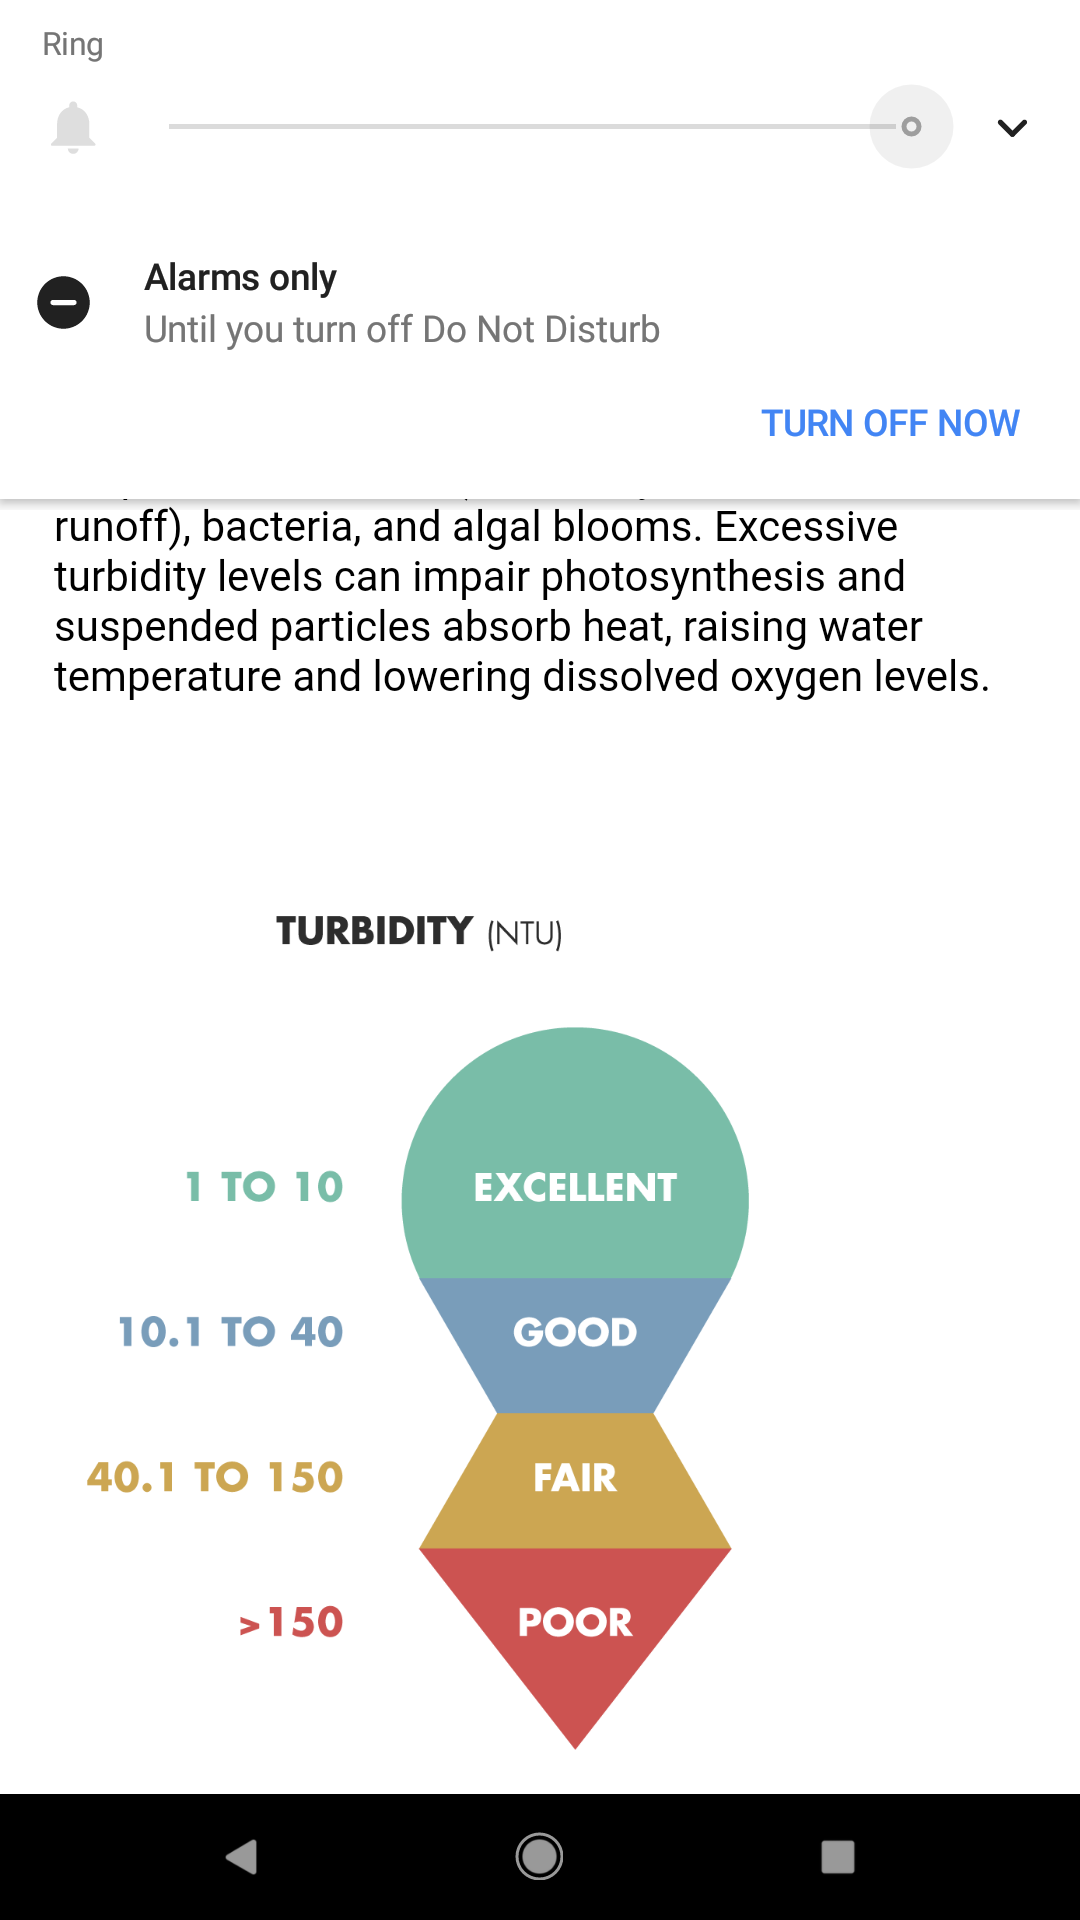 Ring
Alarms only
Until you turn off Do Not Disturb
TURN OFF NOW
runoff), bacteria, and algal blooms. Excessive
turbidity levels can impair photosynthesis and
suspended particles absorb heat, raising water
temperature and lowering dissolved oxygen levels.
TURBIDITY (NTU)
1 TO 10 EXCELLENT
10.1 TO 40 GOOD
40.1 TO 150 FAIR
>150 POOR